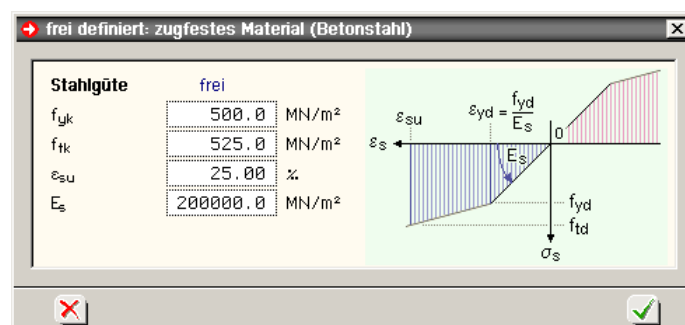 frei definiert: zugfestes Material (Betonstahl)
Stahlgüte frei
fyk 500.0 MN/m²
ftk 525.0 MN/m²
εsu 25.00 ‰
Es 200000.0 MN/m²
εsu εyd = fyd / Es 0
εs Es
fyd
ftd
σs